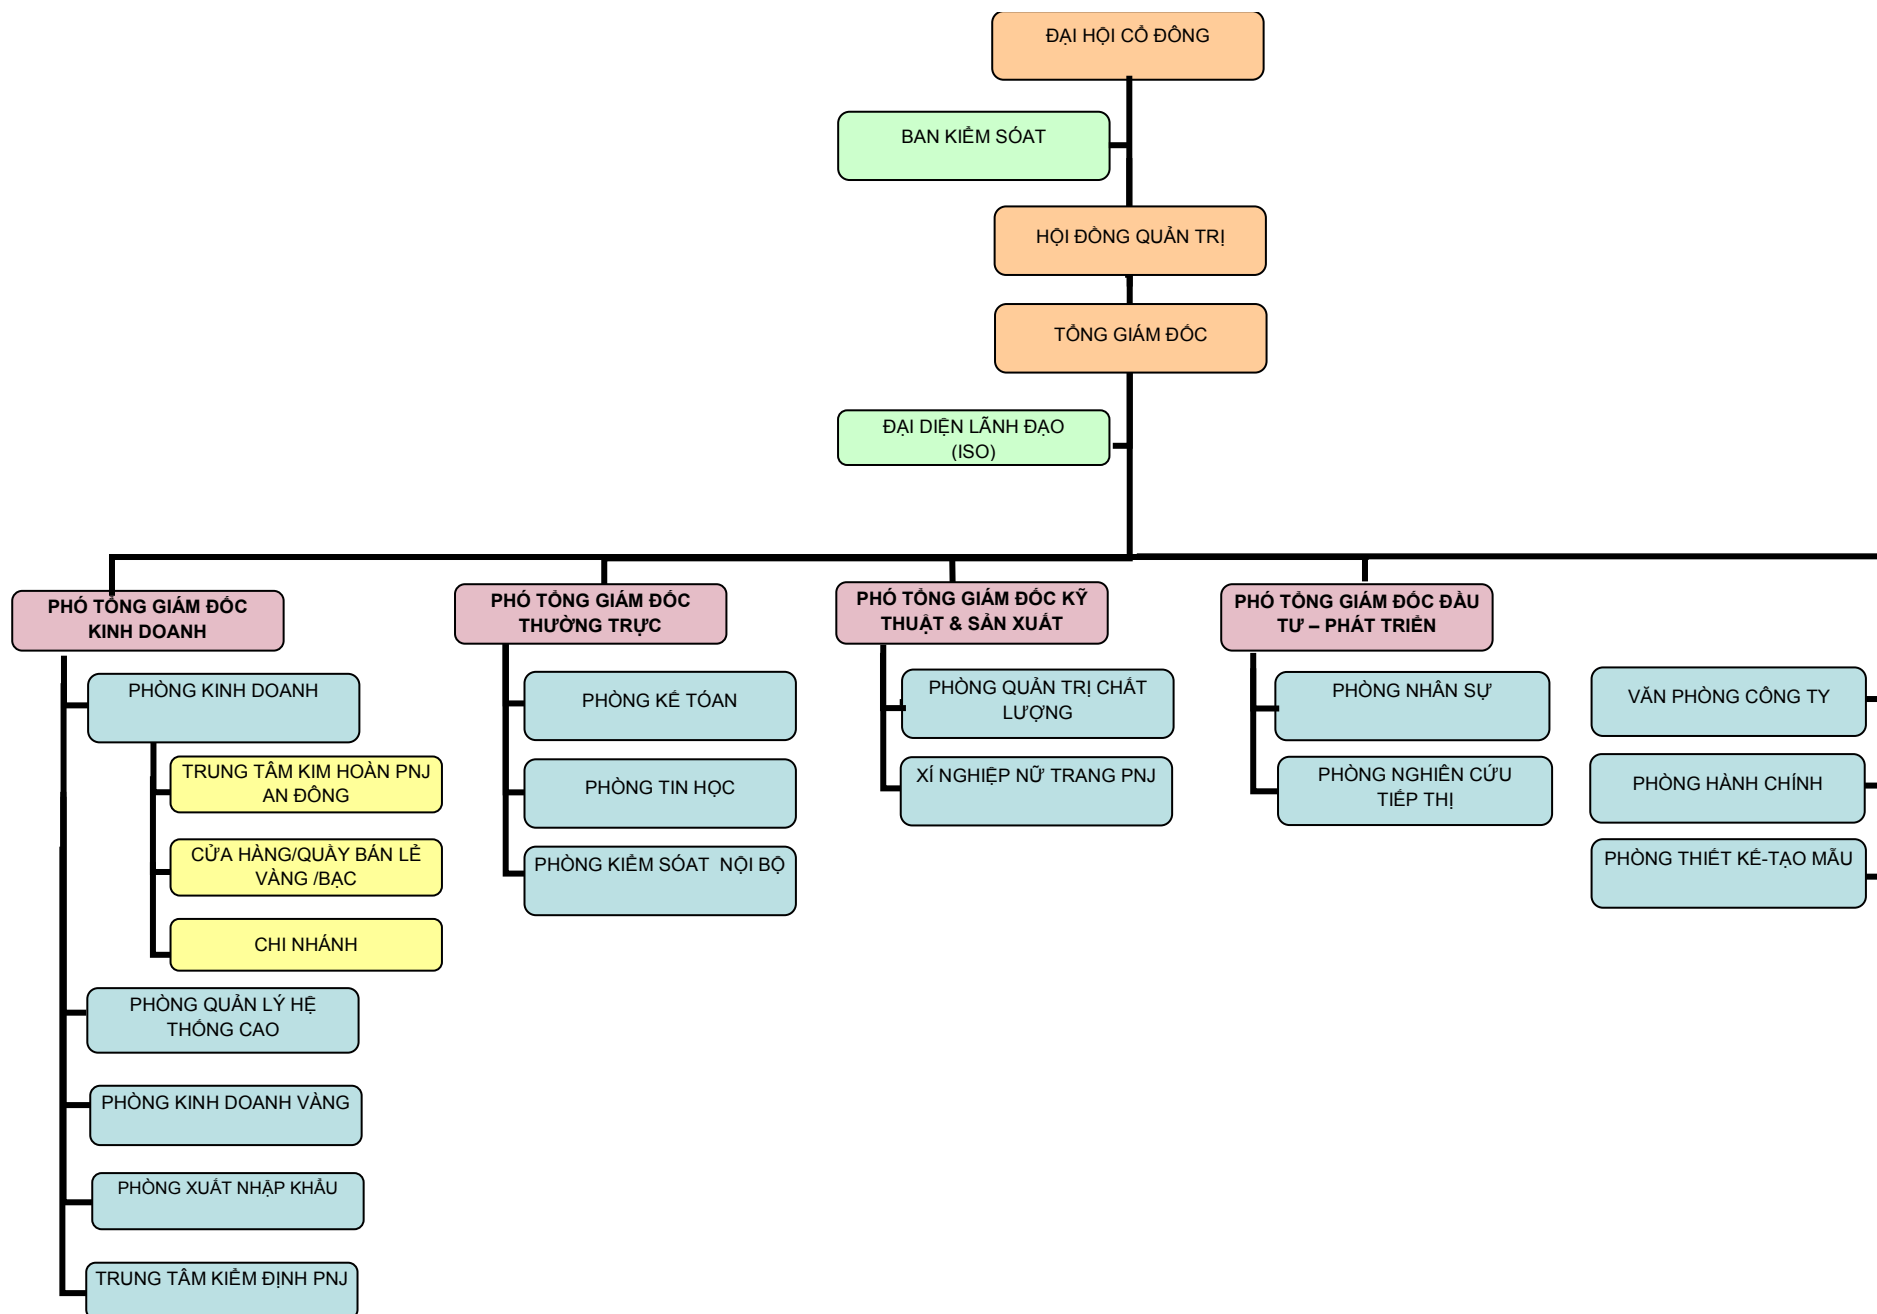 ĐẠI HỘI CỔ ĐÔNG
BAN KIỂM SÓAT
HỘI ĐỒNG QUẢN TRỊ
TỔNG GIÁM ĐỐC
ĐẠI DIỆN LÃNH ĐẠO
(ISO)
PHÓ TỔNG GIÁM ĐỐC
KINH DOANH
PHÒNG KINH DOANH
TRUNG TÂM KIM HOÀN PNJ
AN ĐÔNG
CỬA HÀNG/QUẦY BÁN LẺ
VÀNG /BẠC
CHI NHÁNH
PHÒNG QUẢN LÝ HỆ
THỐNG CAO
PHÒNG KINH DOANH VÀNG
PHÒNG XUẤT NHẬP KHẨU
TRUNG TÂM KIỂM ĐỊNH PNJ
PHÓ TỔNG GIÁM ĐỐC
THƯỜNG TRỰC
PHÒNG KẾ TÓAN
PHÒNG TIN HỌC
PHÒNG KIỂM SÓAT  NỘI BỘ
PHÓ TỔNG GIÁM ĐỐC KỸ
THUẬT & SẢN XUẤT
PHÒNG QUẢN TRỊ CHẤT
LƯỢNG
XÍ NGHIỆP NỮ TRANG PNJ
PHÓ TỔNG GIÁM ĐỐC ĐẦU
TƯ – PHÁT TRIỂN
PHÒNG NHÂN SỰ
PHÒNG NGHIÊN CỨU
TIẾP THỊ
VĂN PHÒNG CÔNG TY
PHÒNG HÀNH CHÍNH
PHÒNG THIẾT KẾ-TẠO MẪU